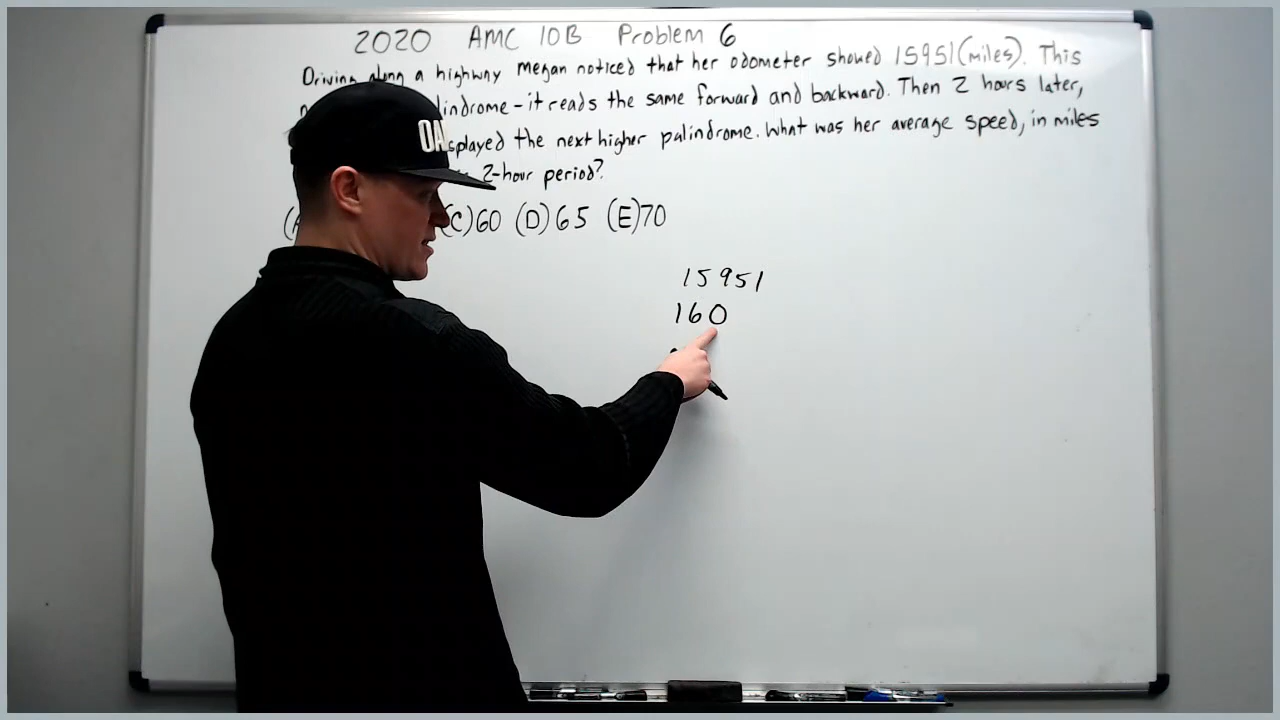 2020 AMC 10B Problem 6
Driving along a highway Megan noticed that her odometer showed 15951(miles). This
lindrome - it reads the same forward and backward. Then 2 hours later,
splayed the next higher palindrome. What was her average speed, in miles
2-hour period?
(C)60 (D)65 (E)70
15951
160
OA